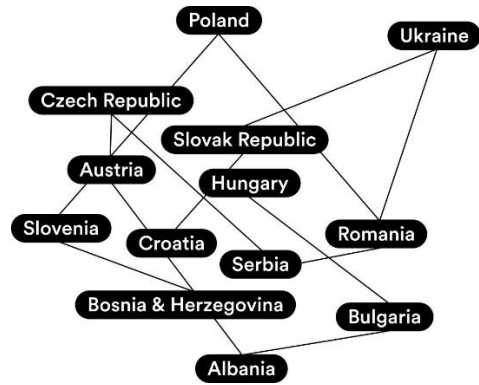 Poland
Ukraine
Czech Republic
Slovak Republic
Austria
Hungary
Slovenia
Croatia
Romania
Serbia
Bosnia & Herzegovina
Bulgaria
Albania